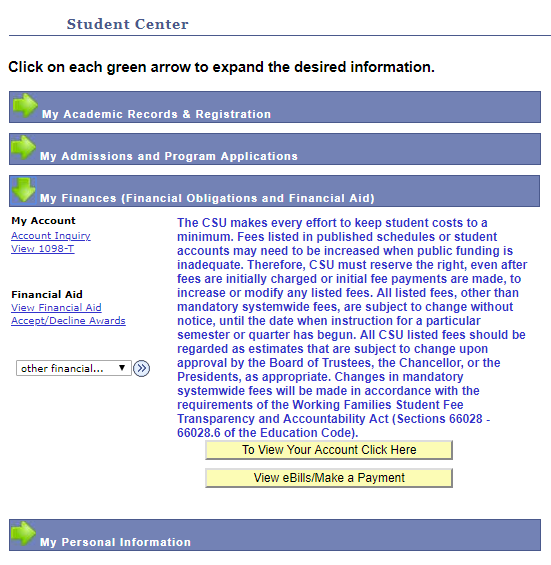 Student Center
Click on each green arrow to expand the desired information.
My Academic Records & Registration
My Admissions and Program Applications
My Finances (Financial Obligations and Financial Aid)
My Account
Account Inquiry
View 1098-T
Financial Aid
View Financial Aid
Accept/Decline Awards
other financial...
The CSU makes every effort to keep student costs to a
minimum. Fees listed in published schedules or student
accounts may need to be increased when public funding is
inadequate. Therefore, CSU must reserve the right, even after
fees are initially charged or initial fee payments are made, to
increase or modify any listed fees. All listed fees, other than
mandatory systemwide fees, are subject to change without
notice, until the date when instruction for a particular
semester or quarter has begun. All CSU listed fees should be
regarded as estimates that are subject to change upon
approval by the Board of Trustees, the Chancellor, or the
Presidents, as appropriate. Changes in mandatory
systemwide fees will be made in accordance with the
requirements of the Working Families Student Fee
Transparency and Accountability Act (Sections 66028 -
66028.6 of the Education Code).
To View Your Account Click Here
View eBills/Make a Payment
My Personal Information